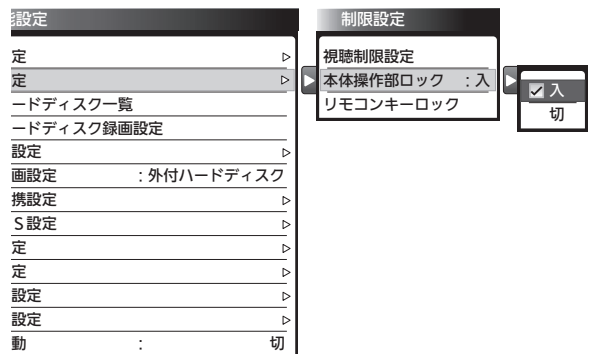 設定
定
定
ードディスク一覧
ードディスク録画設定
設定
画設定 :外付ハードディスク
携設定
S設定
定
定
設定
設定
動 : 切
制限設定
視聴制限設定
本体操作部ロック :入
リモコンキーロック
入
切